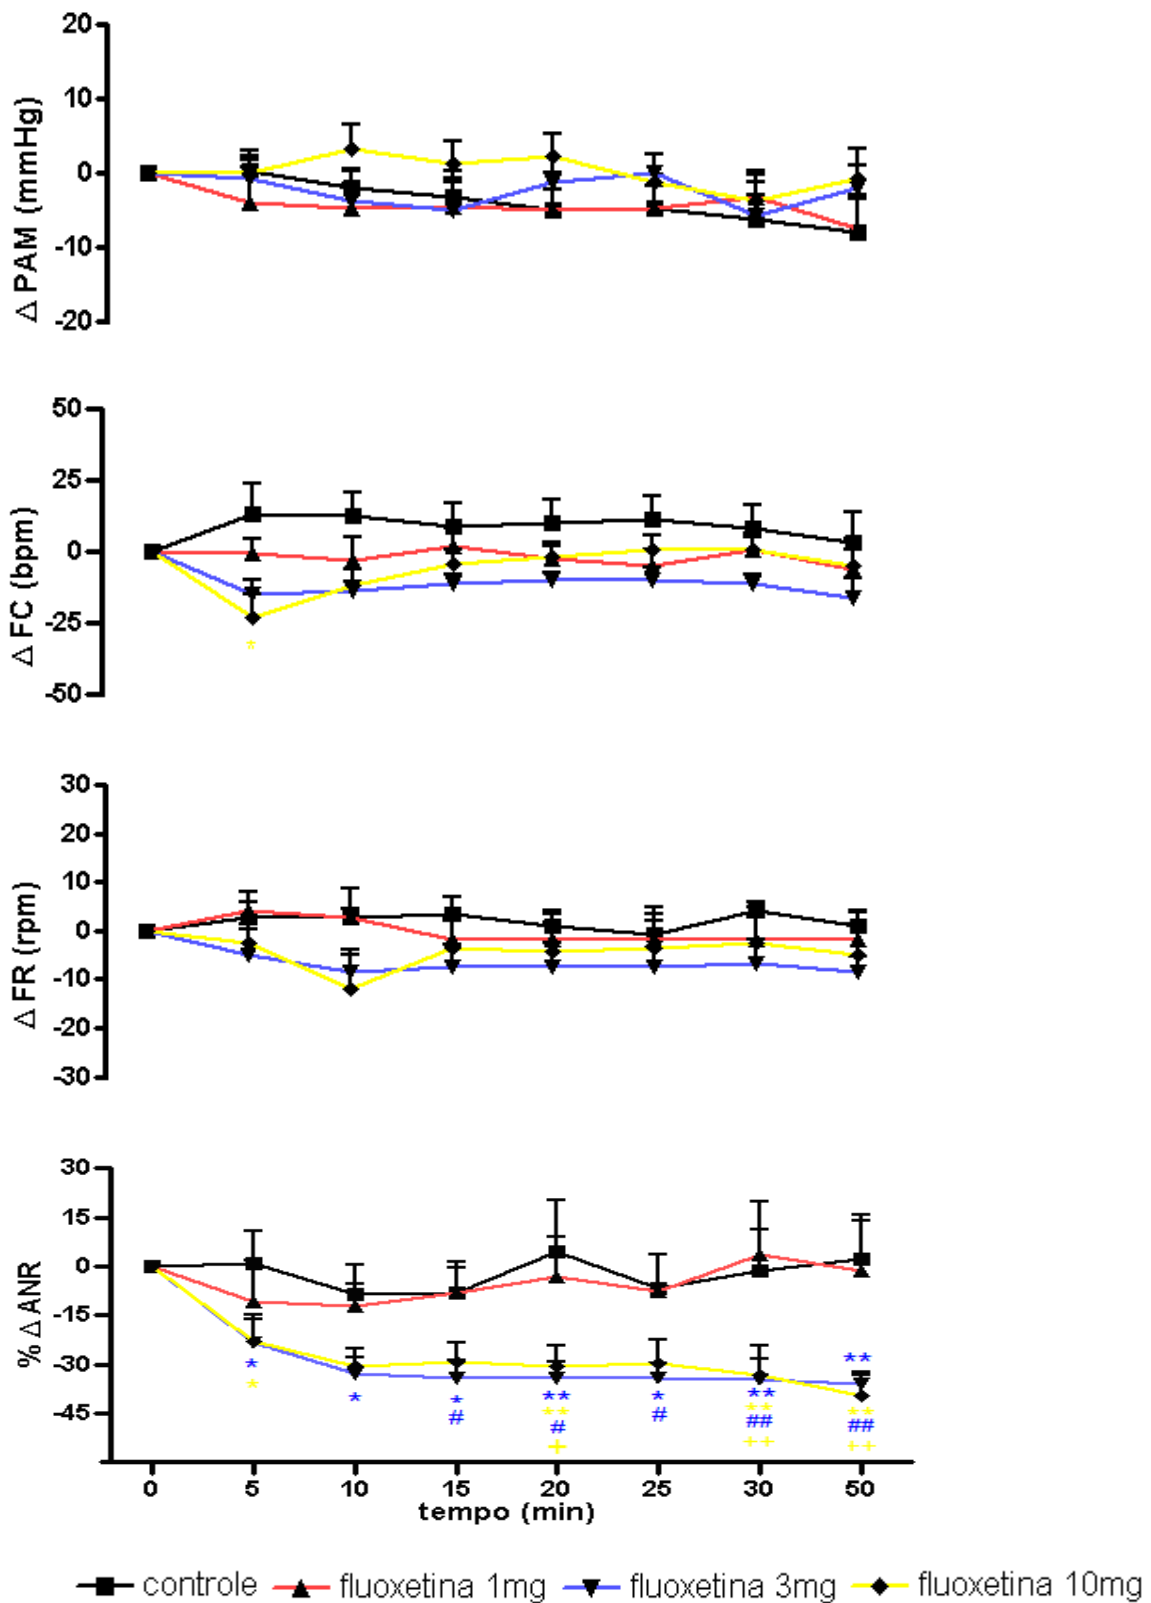 20
10
0
-10
-20
Δ PAM (mmHg)
50
25
0
-25
-50
Δ FC (bpm)
*
30
20
10
0
-10
-20
-30
Δ FR (rpm)
30
15
0
-15
-30
-45
% Δ ANR
**
* * * ** * **
* ** ** **
# # # ## ##
+ ++ ++
0 5 10 15 20 25 30 50
tempo (min)
controle fluoxetina 1mg fluoxetina 3mg fluoxetina 10mg